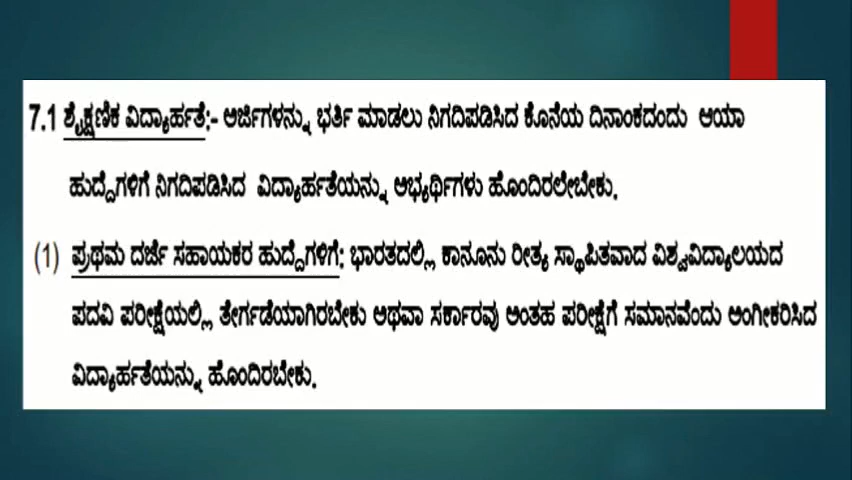 7.1 ಶೈಕ್ಷಣಿಕ ವಿದ್ಯಾರ್ಹತೆ:- ಅರ್ಜಿಗಳನ್ನು ಭರ್ತಿ ಮಾಡಲು ನಿಗದಿಪಡಿಸಿದ ಕೊನೆಯ ದಿನಾಂಕದಂದು ಆಯಾ
ಹುದ್ದೆಗಳಿಗೆ ನಿಗದಿಪಡಿಸಿದ ವಿದ್ಯಾರ್ಹತೆಯನ್ನು ಅಭ್ಯರ್ಥಿಗಳು ಹೊಂದಿರಲೇಬೇಕು.
(1) ಪ್ರಥಮ ದರ್ಜೆ ಸಹಾಯಕರ ಹುದ್ದೆಗಳಿಗೆ: ಭಾರತದಲ್ಲಿ ಕಾನೂನು ರೀತ್ಯ ಸ್ಥಾಪಿತವಾದ ವಿಶ್ವವಿದ್ಯಾಲಯದ
ಪದವಿ ಪರೀಕ್ಷೆಯಲ್ಲಿ ತೇರ್ಗಡೆಯಾಗಿರಬೇಕು ಅಥವಾ ಸರ್ಕಾರವು ಅಂತಹ ಪರೀಕ್ಷೆಗೆ ಸಮಾನವೆಂದು ಅಂಗೀಕರಿಸಿದ
ವಿದ್ಯಾರ್ಹತೆಯನ್ನು ಹೊಂದಿರಬೇಕು.